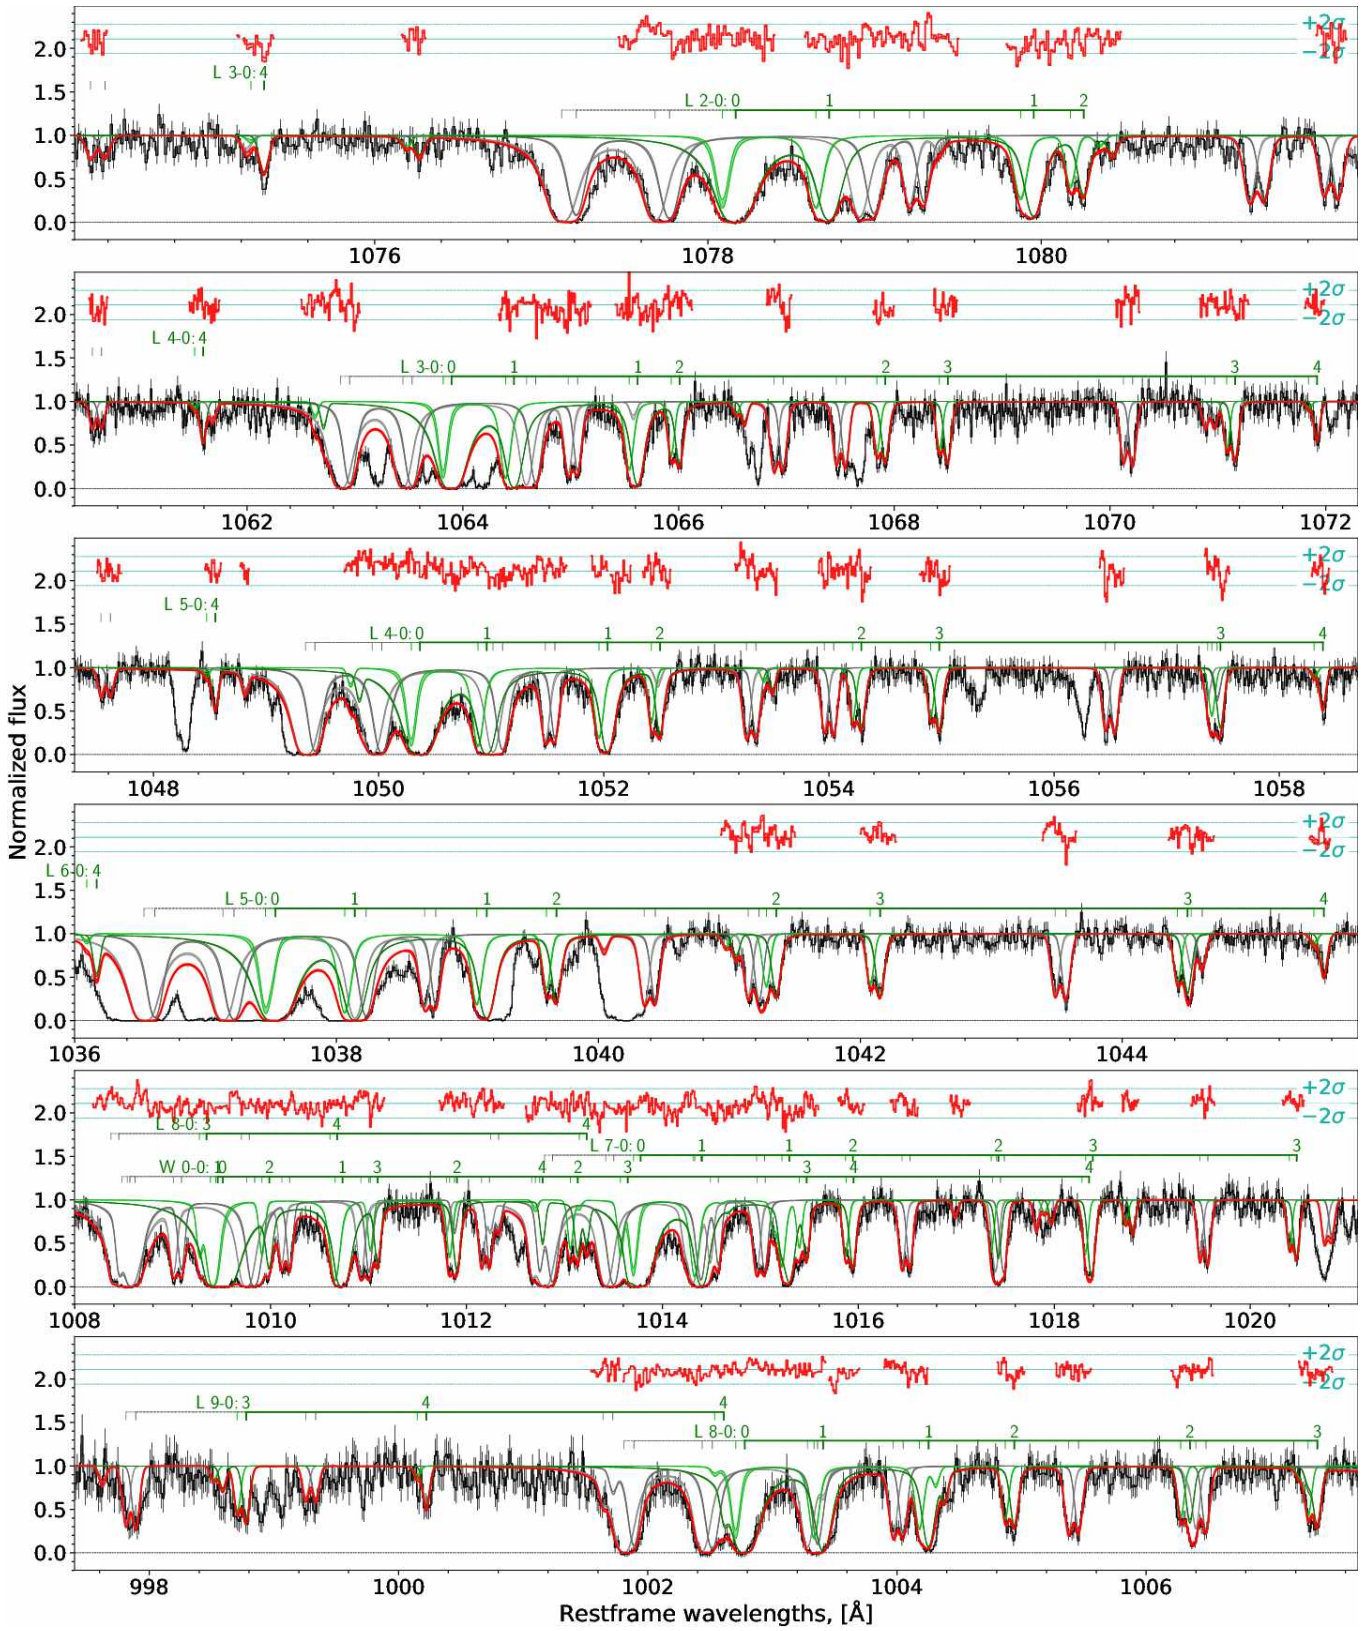 +2σ
2.0
−2σ
L 3-0: 4
1.5
L 2-0: 0 1 1 2
1.0
0.5
0.0
1076 1078 1080
+2σ
2.0
−2σ
L 4-0: 4
1.5
L 3-0: 0 1 1 2 2 3 3 4
1.0
0.5
0.0
1062 1064 1066 1068 1070 1072
+2σ
2.0
−2σ
L 5-0: 4
1.5
L 4-0: 0 1 1 2 2 3 3 4
1.0
0.5
0.0
1048 1050 1052 1054 1056 1058
Normalized flux
+2σ
2.0
−2σ
L 6-0: 4
1.5
L 5-0: 0 1 1 2 2 3 3 4
1.0
0.5
0.0
1036 1038 1040 1042 1044
+2σ
2.0
−2σ
L 8-0: 3 4 4
1.5
L 7-0: 0 1 1 2 2 3 3
W 0-0: 1 0 2 1 3 2 4 2 3 3 4 4
1.0
0.5
0.0
1008 1010 1012 1014 1016 1018 1020
+2σ
2.0
−2σ
L 9-0: 3 4 4
1.5
L 8-0: 0 1 1 2 2 3
1.0
0.5
0.0
998 1000 1002 1004 1006
Restframe wavelengths, [Å]